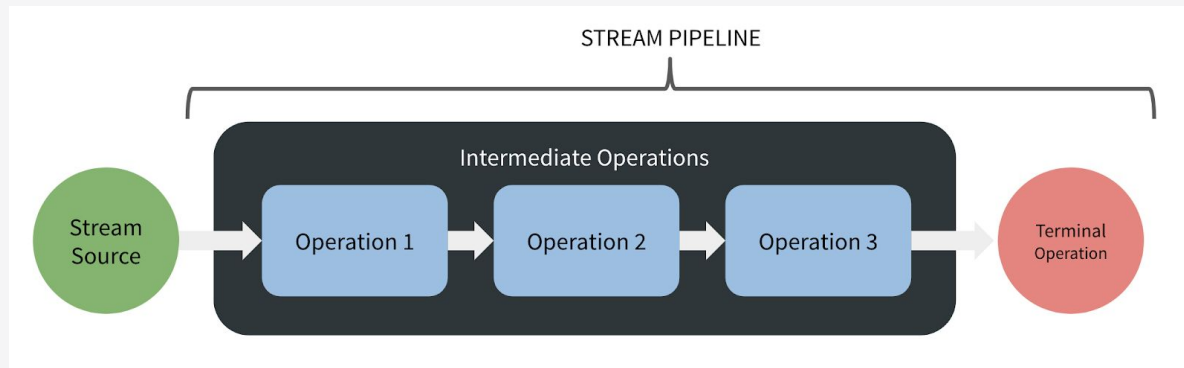 STREAM PIPELINE
Intermediate Operations
Stream
Source
Operation 1
Operation 2
Operation 3
Terminal
Operation